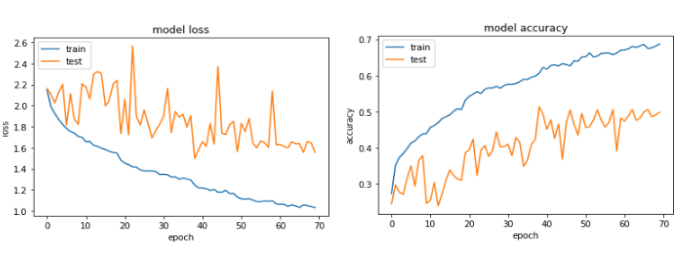 model loss
train
test
2.6
2.4
2.2
2.0
1.8
1.6
1.4
1.2
1.0
loss
0 10 20 30 40 50 60 70
epoch
model accuracy
train
test
0.7
0.6
0.5
0.4
0.3
accuracy
0 10 20 30 40 50 60 70
epoch